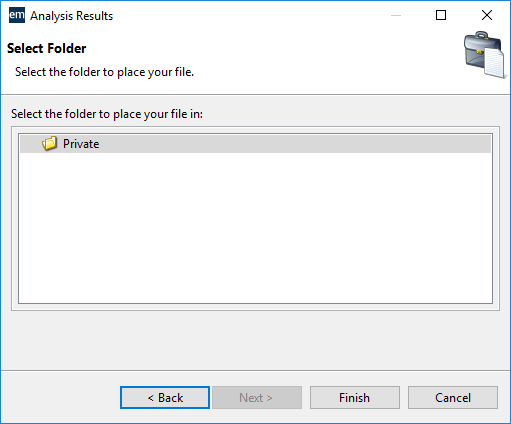 em Analysis Results
Select Folder
Select the folder to place your file.
Select the folder to place your file in:
Private
< Back Next > Finish Cancel